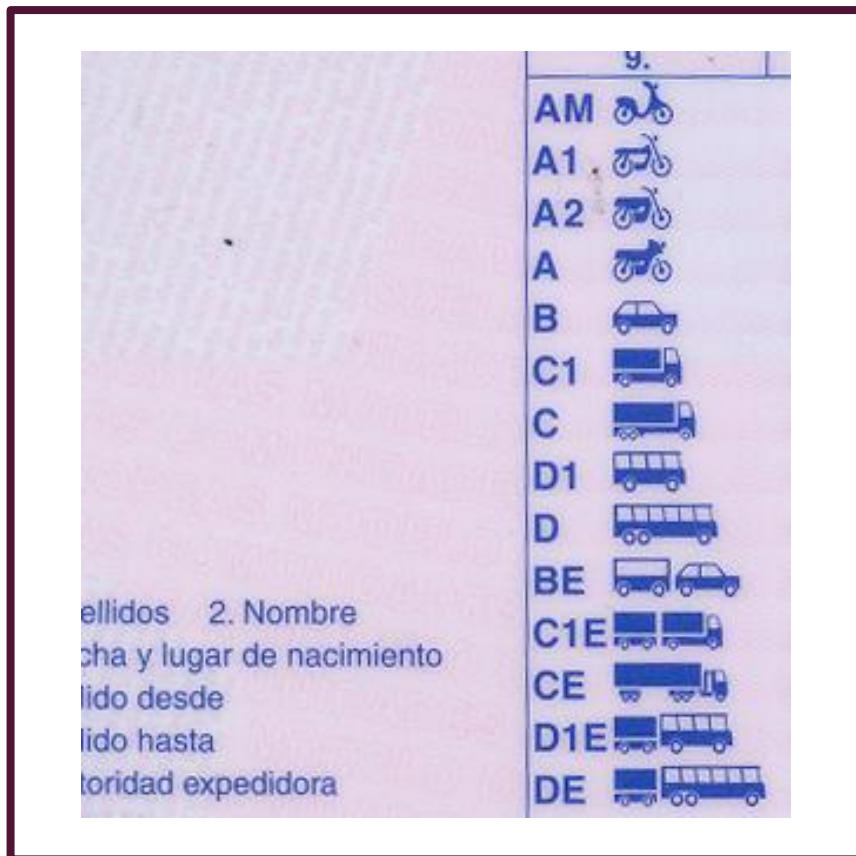 9.
AM
A1
A2
A
B
C1
C
D1
D
BE
C1E
CE
D1E
DE
ellidos 2. Nombre
cha y lugar de nacimiento
lido desde
lido hasta
toridad expedidora